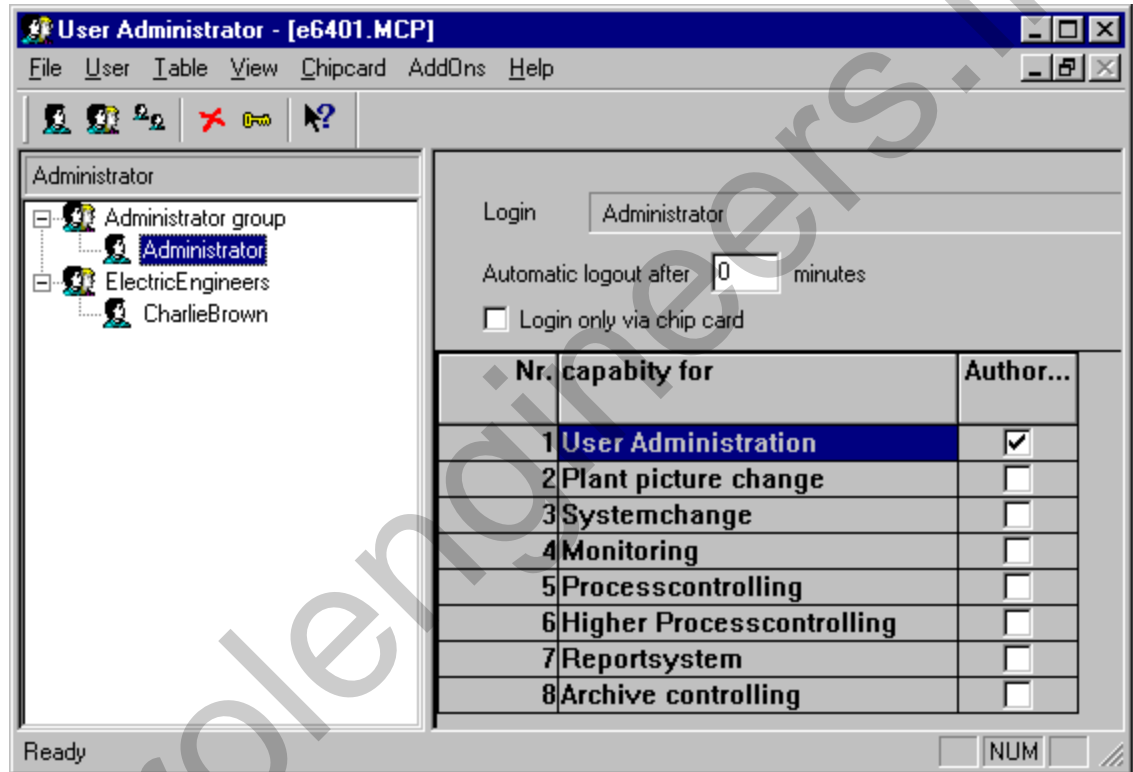 User Administrator - [e6401.MCP]
File User Table View Chipcard AddOns Help
Administrator
Administrator group
Administrator
ElectricEngineers
CharlieBrown
Login Administrator
Automatic logout after 0 minutes
Login only via chip card
Nr. capabity for Author...
1 User Administration
2 Plant picture change
3 Systemchange
4 Monitoring
5 Processcontrolling
6 Higher Processcontrolling
7 Reportsystem
8 Archive controlling
Ready NUM
rolengineers.